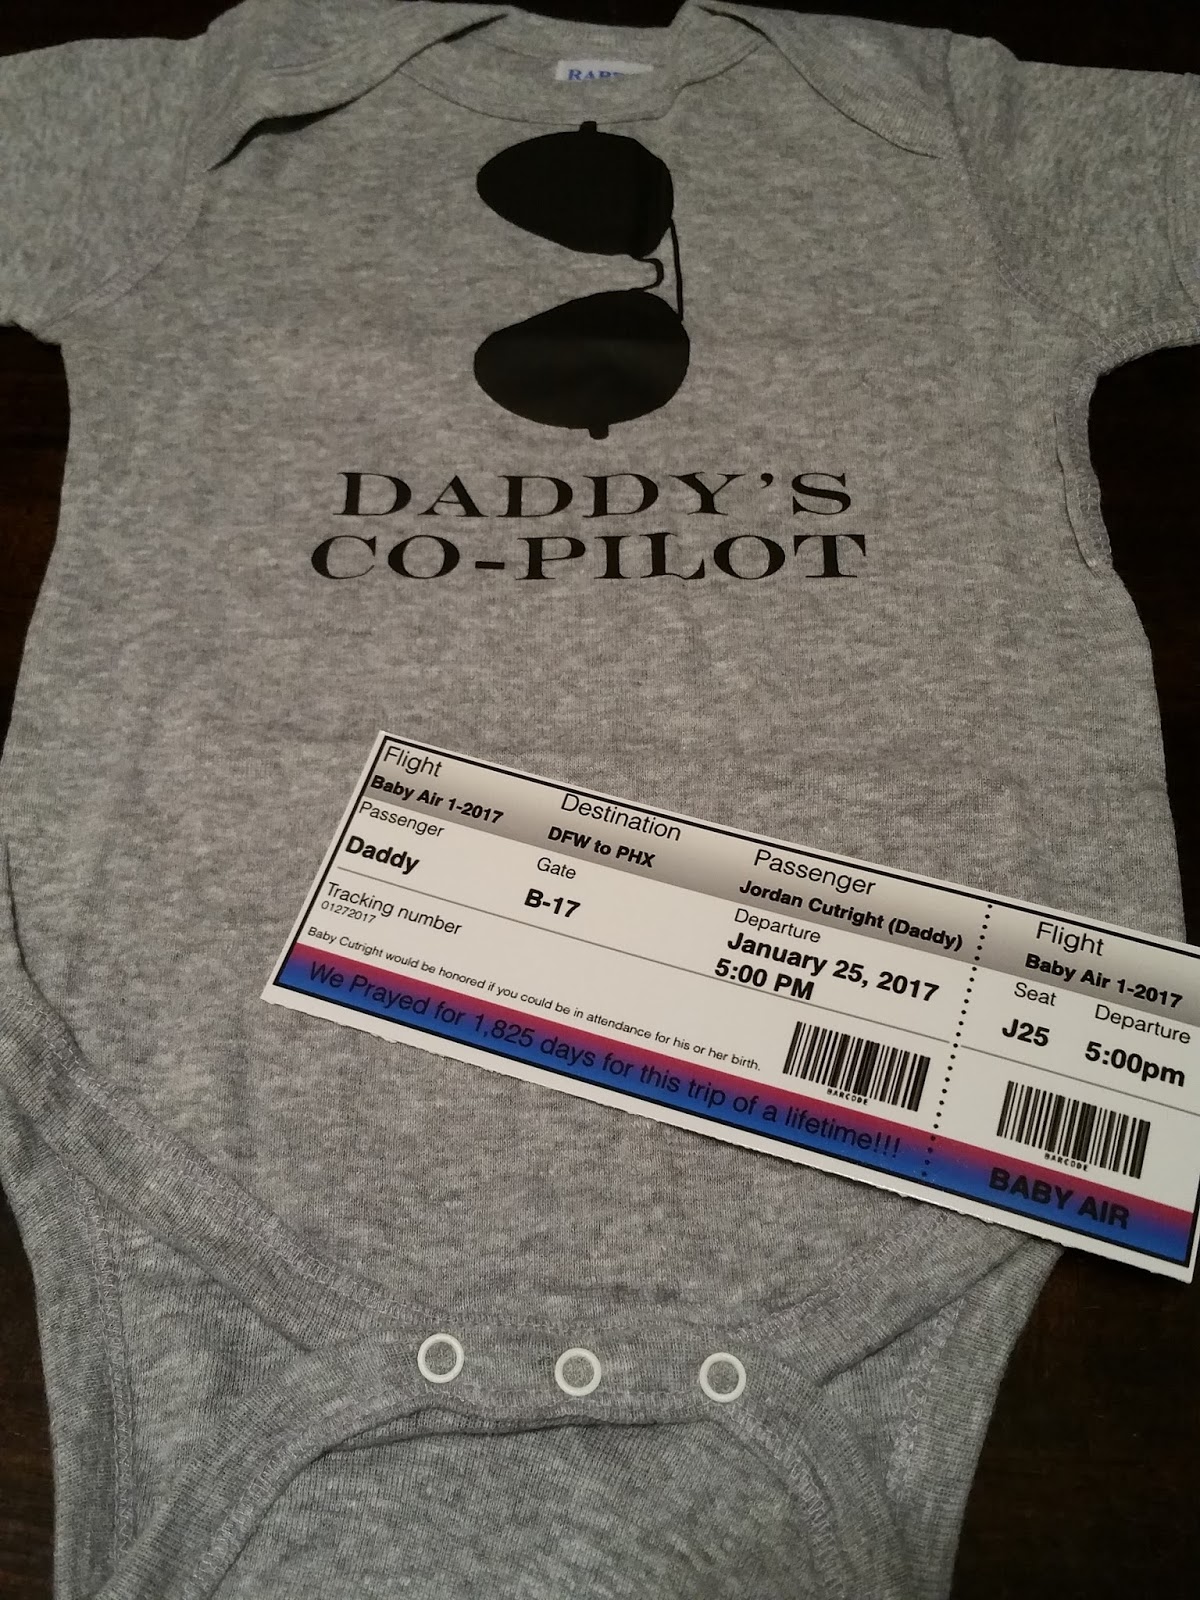 DADDY'S
CO-PILOT
Flight
Baby Air 1-2017
Destination
DFW to PHX
Passenger
Jordan Cutright (Daddy)
Passenger
Daddy
Gate
B-17
Departure
January 25, 2017
5:00 PM
Tracking number
01272017
Baby Cutright would be honored if you could be in attendance for his or her birth.
BARCODE
We Prayed for 1,825 days for this trip of a lifetime!!!
Flight
Baby Air 1-2017
Seat
J25
Departure
5:00pm
BARCODE
BABY AIR